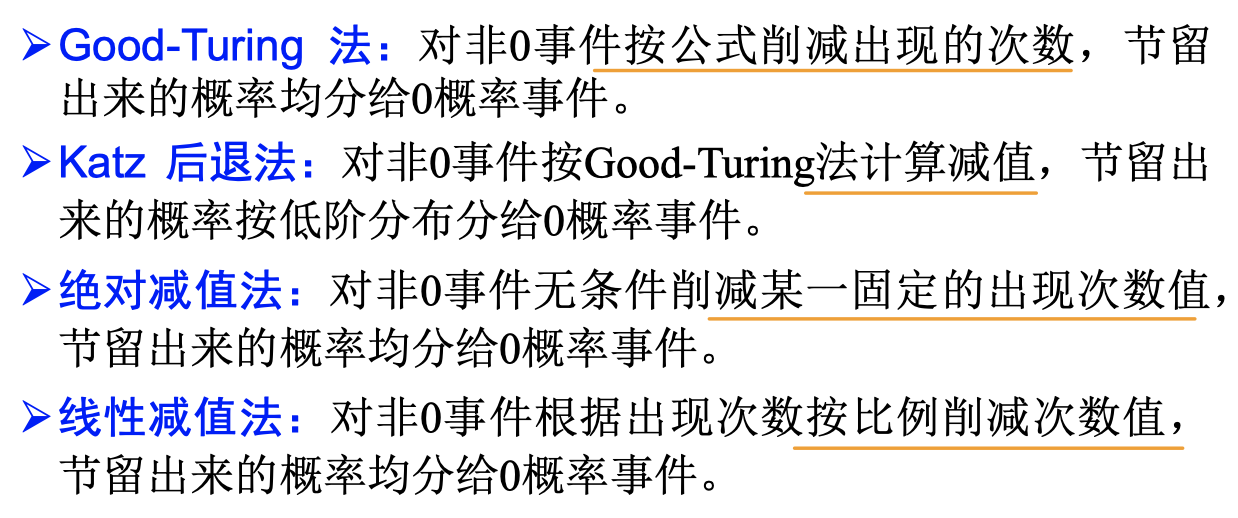 ➢Good-Turing 法：对非0事件按公式削减出现的次数，节留
出来的概率均分给0概率事件。
➢Katz 后退法：对非0事件按Good-Turing法计算减值，节留出
来的概率按低阶分布分给0概率事件。
➢绝对减值法：对非0事件无条件削减某一固定的出现次数值，
节留出来的概率均分给0概率事件。
➢线性减值法：对非0事件根据出现次数按比例削减次数值，
节留出来的概率均分给0概率事件。